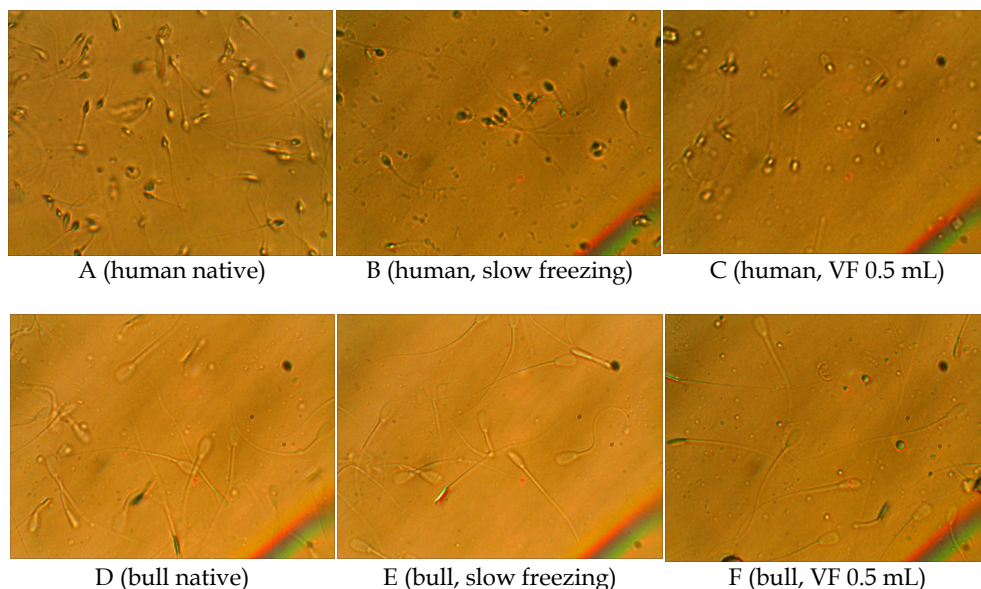 A (human native)
B (human, slow freezing)
C (human, VF 0.5 mL)
D (bull native)
E (bull, slow freezing)
F (bull, VF 0.5 mL)